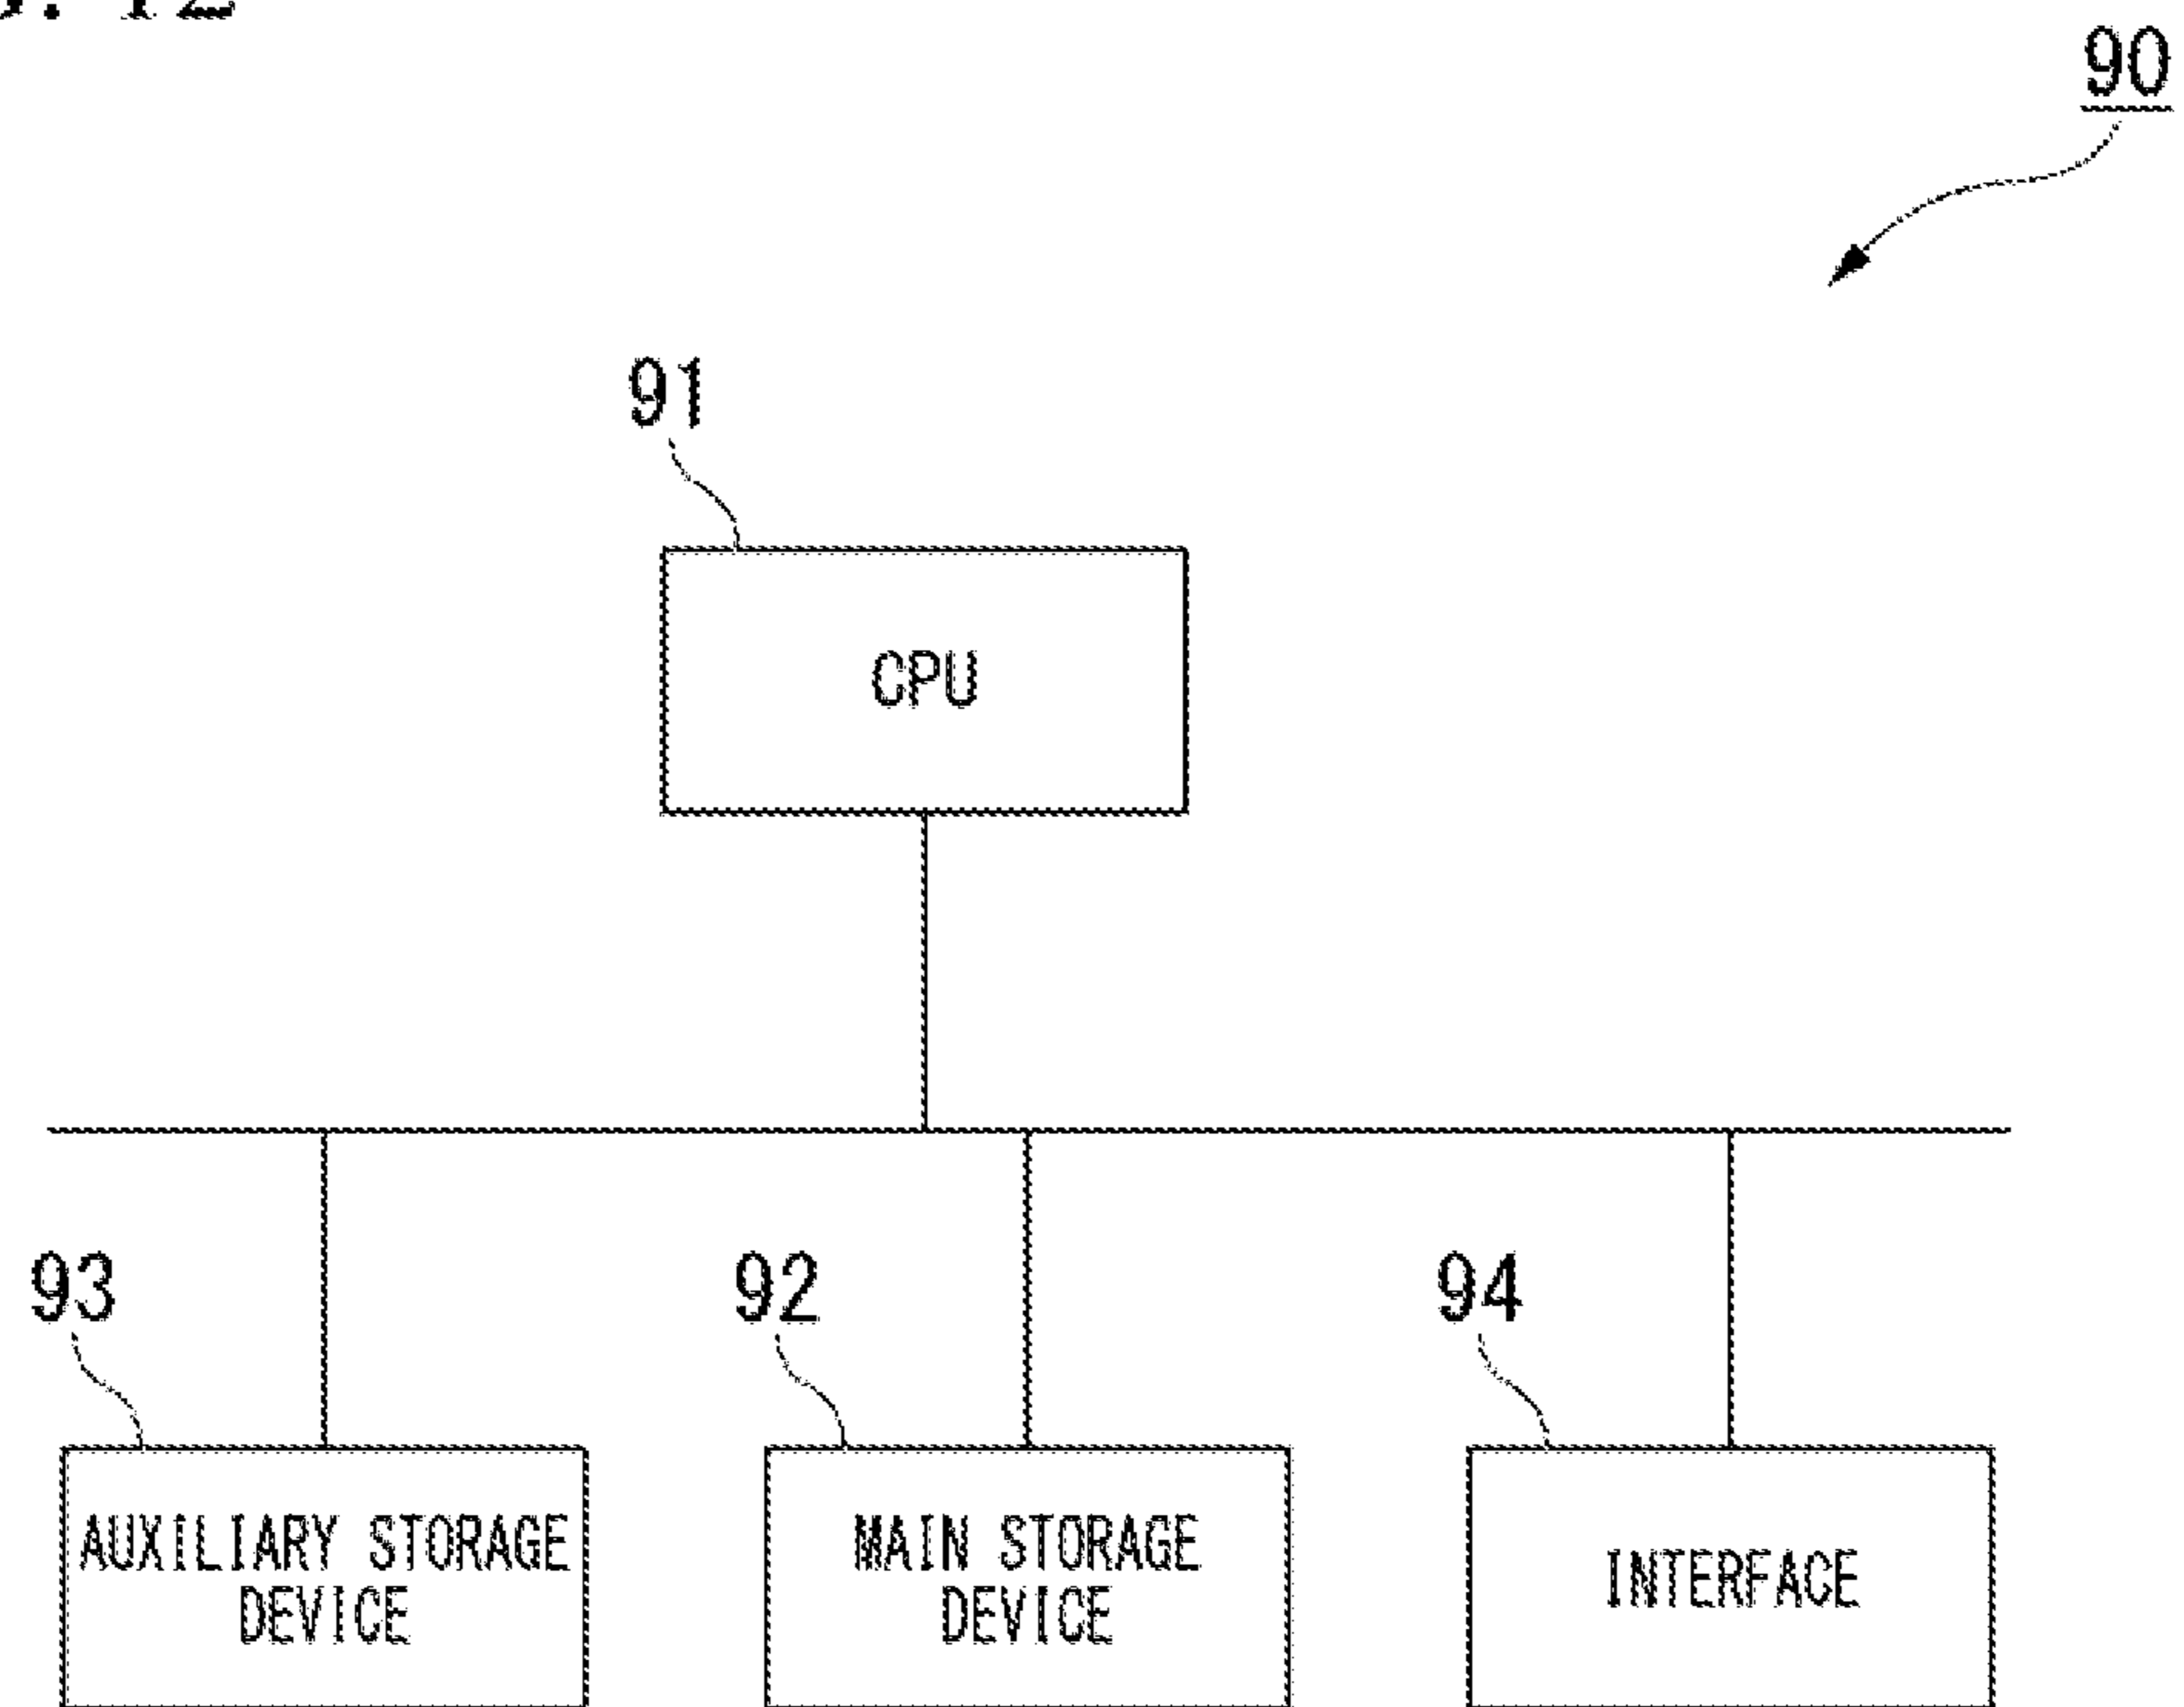 90
91
CPU
93
92
94
AUXILIARY STORAGE
DEVICE
MAIN STORAGE
DEVICE
INTERFACE